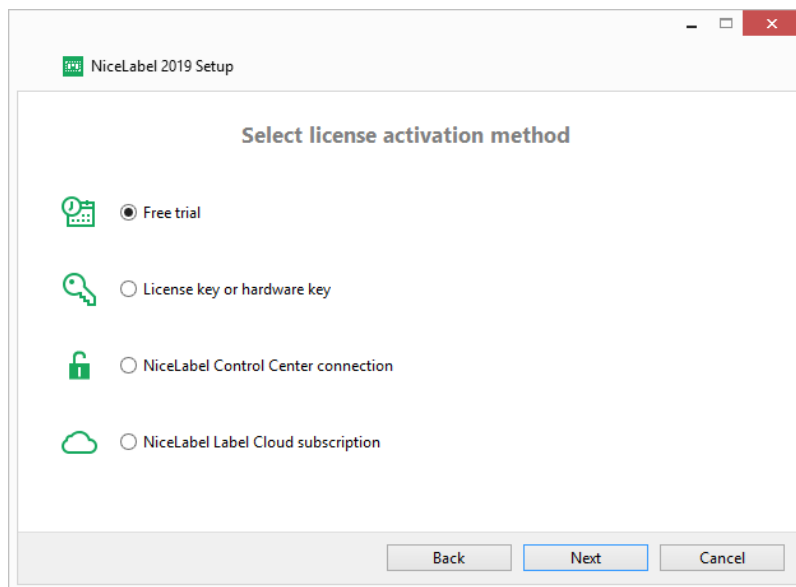 NiceLabel 2019 Setup
Select license activation method
Free trial
License key or hardware key
NiceLabel Control Center connection
NiceLabel Label Cloud subscription
Back
Next
Cancel